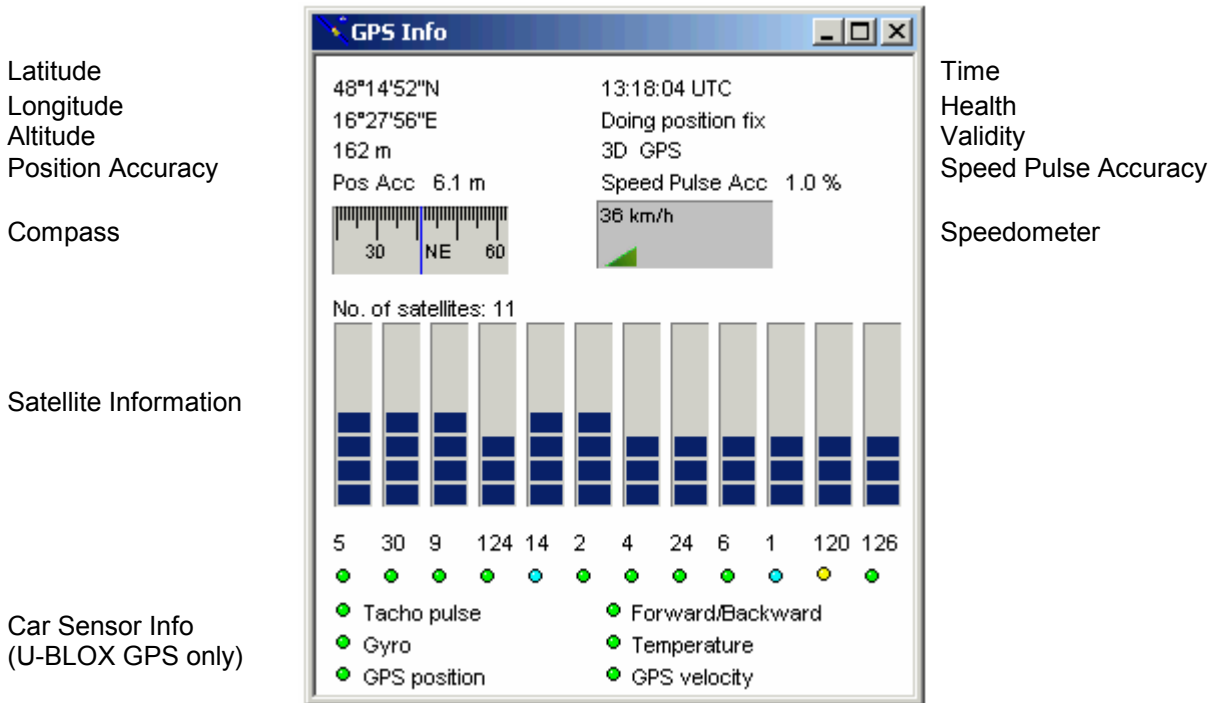 GPS Info
Latitude
48°14'52"N
13:18:04 UTC
Time
Longitude
16°27'56"E
Doing position fix
Health
Altitude
162 m
3D GPS
Validity
Position Accuracy
Pos Acc 6.1 m
Speed Pulse Acc 1.0 %
Speed Pulse Accuracy
Compass
30 NE 60
36 km/h
Speedometer
No. of satellites: 11
Satellite Information
5 30 9 124 14 2 4 24 6 1 120 126
Car Sensor Info
(U-BLOX GPS only)
Tacho pulse
Forward/Backward
Gyro
Temperature
GPS position
GPS velocity